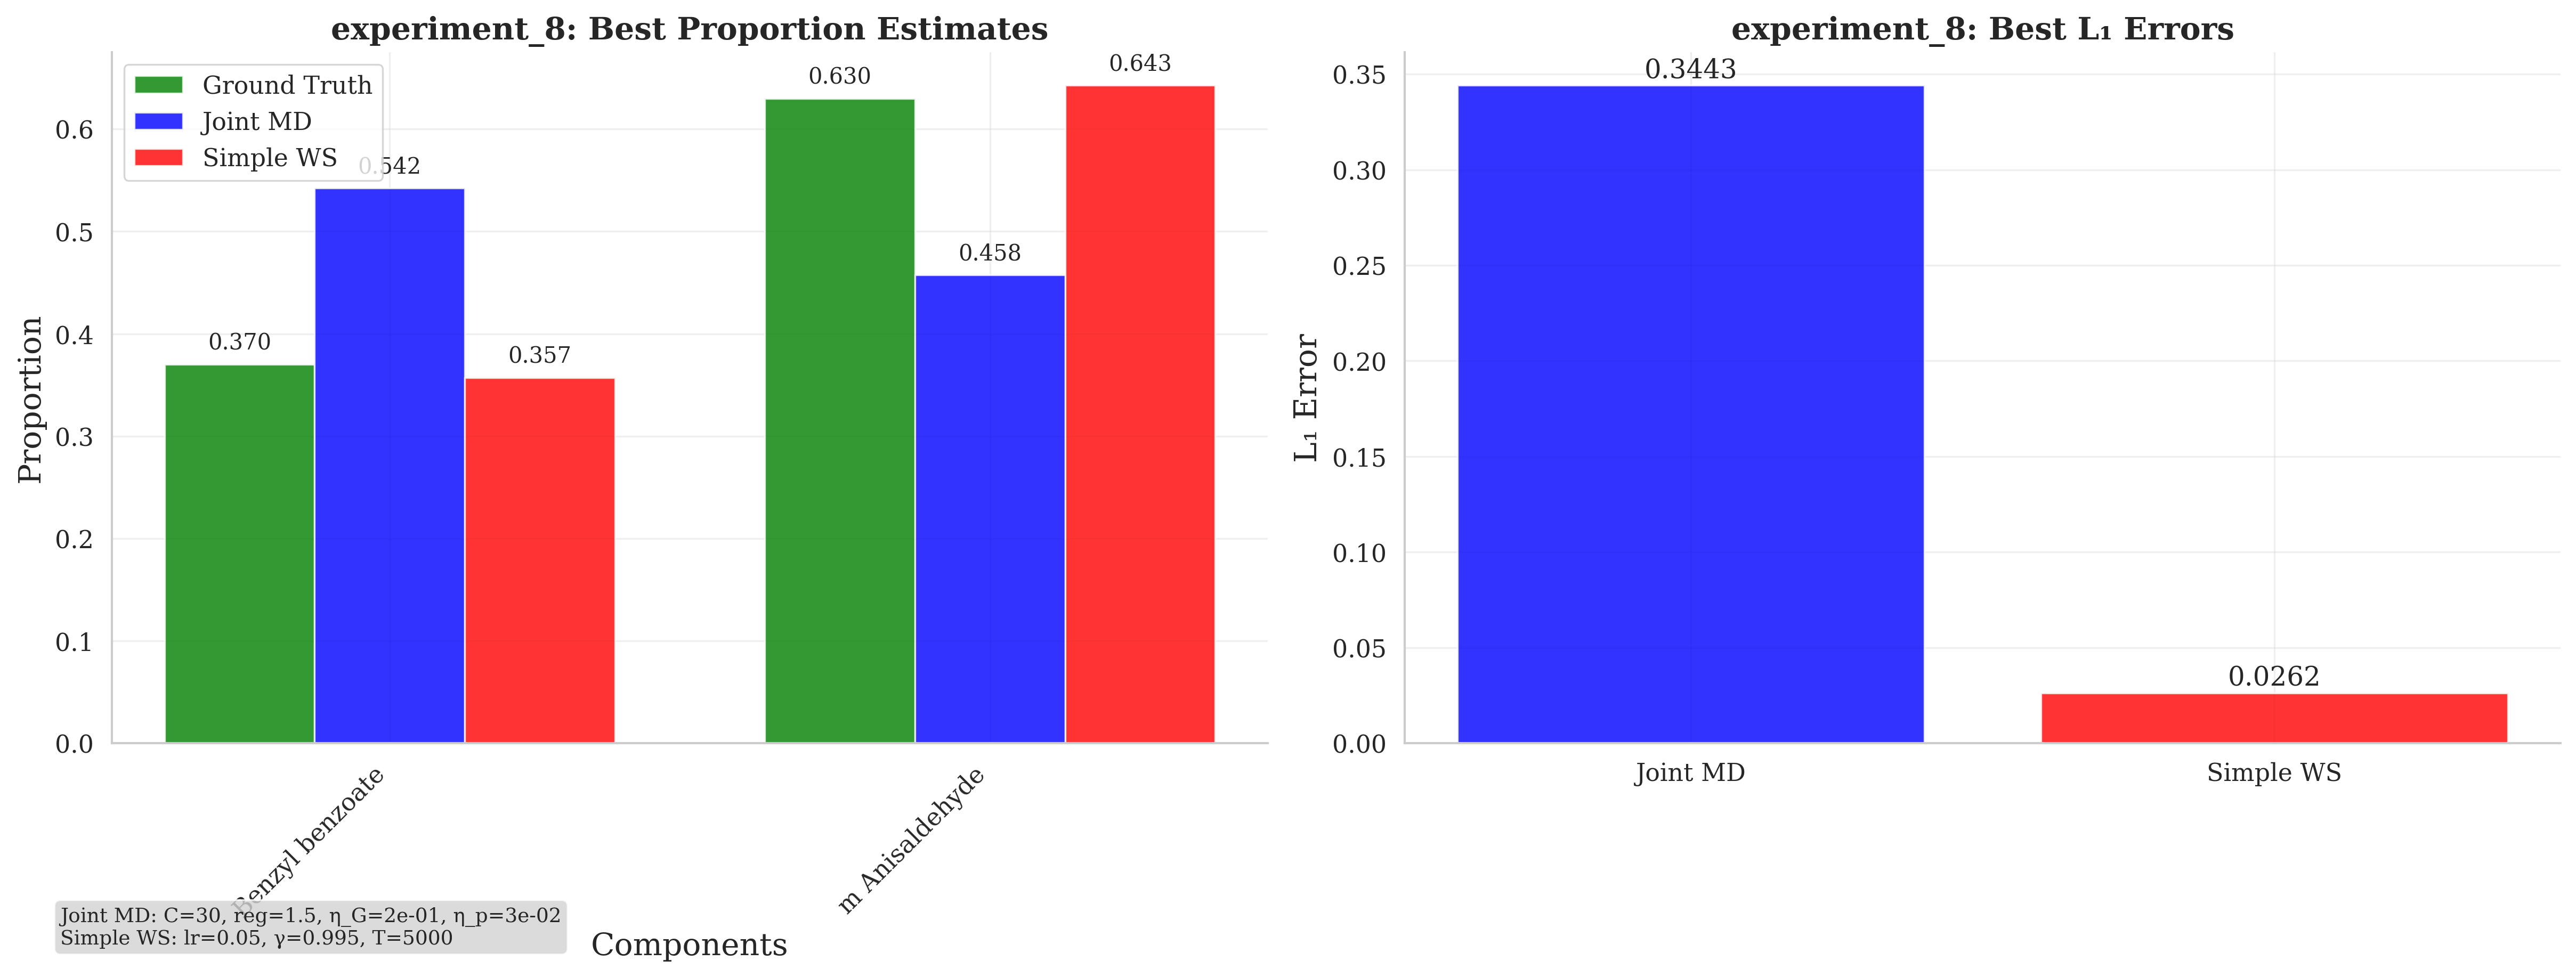 experiment_8: Best Proportion Estimates
Ground Truth
Joint MD
Simple WS
Proportion
0.6
0.5
0.4
0.3
0.2
0.1
0.0
0.370
0.542
0.357
0.630
0.458
0.643
Benzyl benzoate
m Anisaldehyde
Components
Joint MD: C=30, reg=1.5, η_G=2e-01, η_p=3e-02
Simple WS: lr=0.05, γ=0.995, T=5000
experiment_8: Best L₁ Errors
L₁ Error
0.35
0.30
0.25
0.20
0.15
0.10
0.05
0.00
0.3443
0.0262
Joint MD
Simple WS